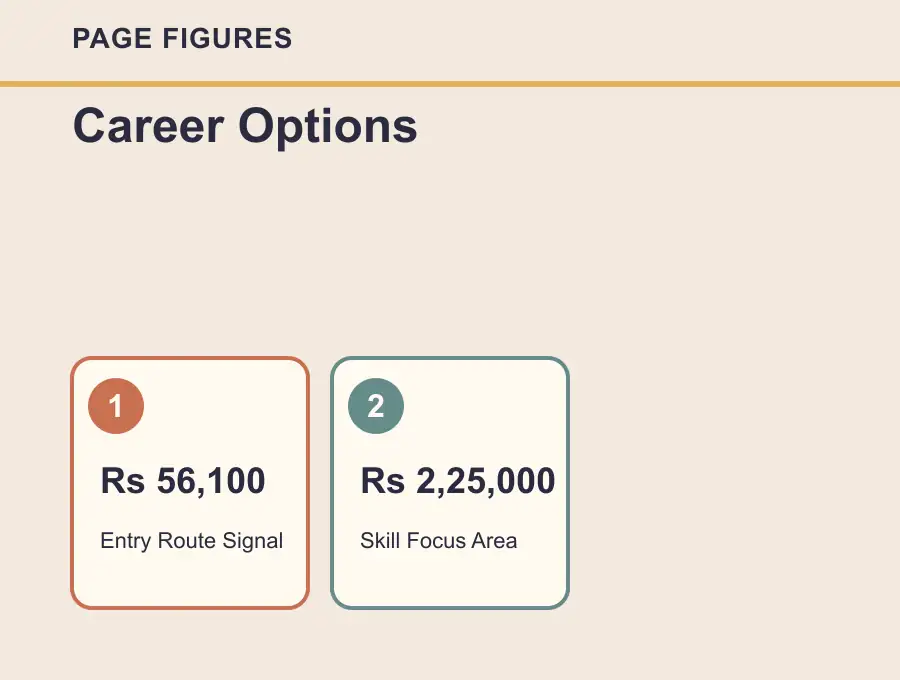 PAGE FIGURES
Career Options
1
Rs 56,100
Entry Route Signal
2
Rs 2,25,000
Skill Focus Area